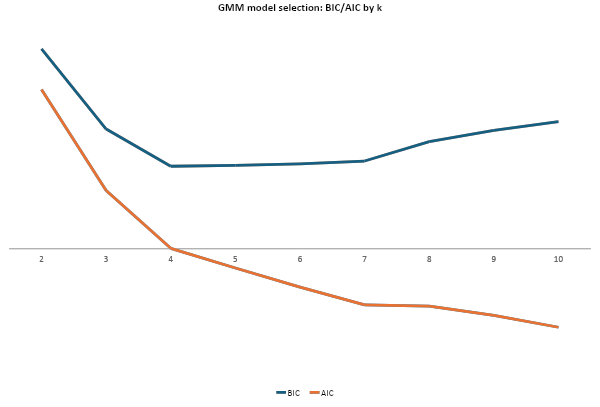 GMM model selection: BIC/AIC by k
2 3 4 5 6 7 8 9 10
BIC AIC